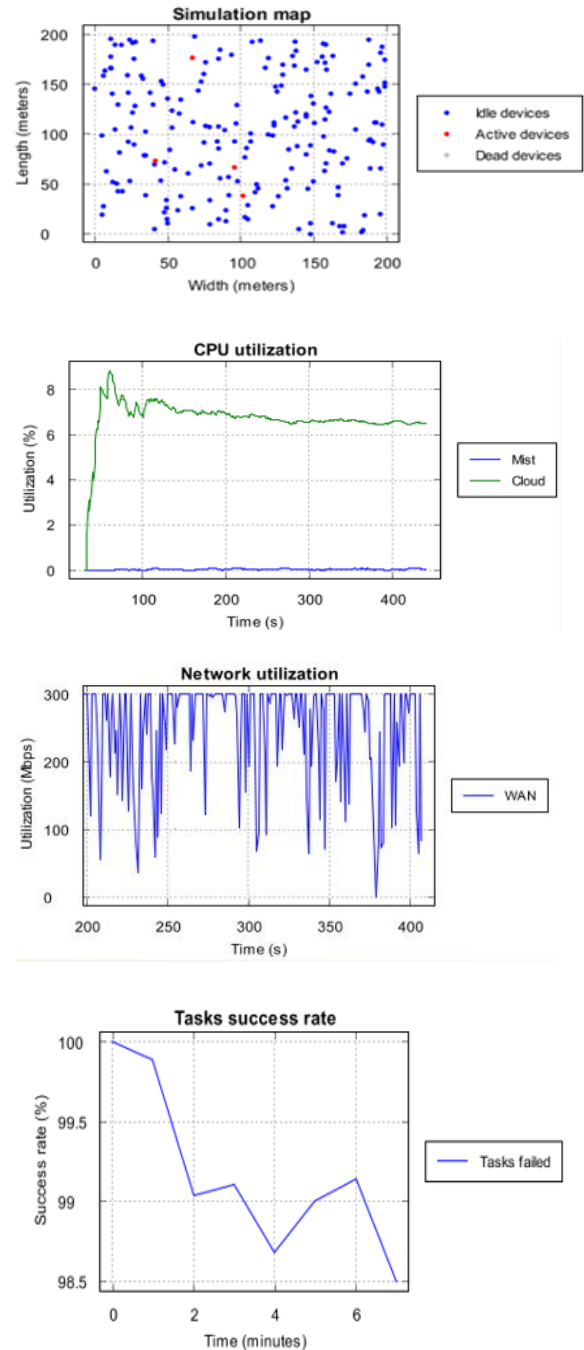 Simulation map
200
150
100
50
0
Length (meters)
0 50 100 150 200
Width (meters)
Idle devices
Active devices
Dead devices
CPU utilization
8
6
4
2
0
Utilization (%)
100 200 300 400
Time (s)
Mist
Cloud
Network utilization
300
200
100
0
Utilization (Mbps)
200 250 300 350 400
Time (s)
WAN
Tasks success rate
100
99.5
99
98.5
Success rate (%)
0 2 4 6
Time (minutes)
Tasks failed